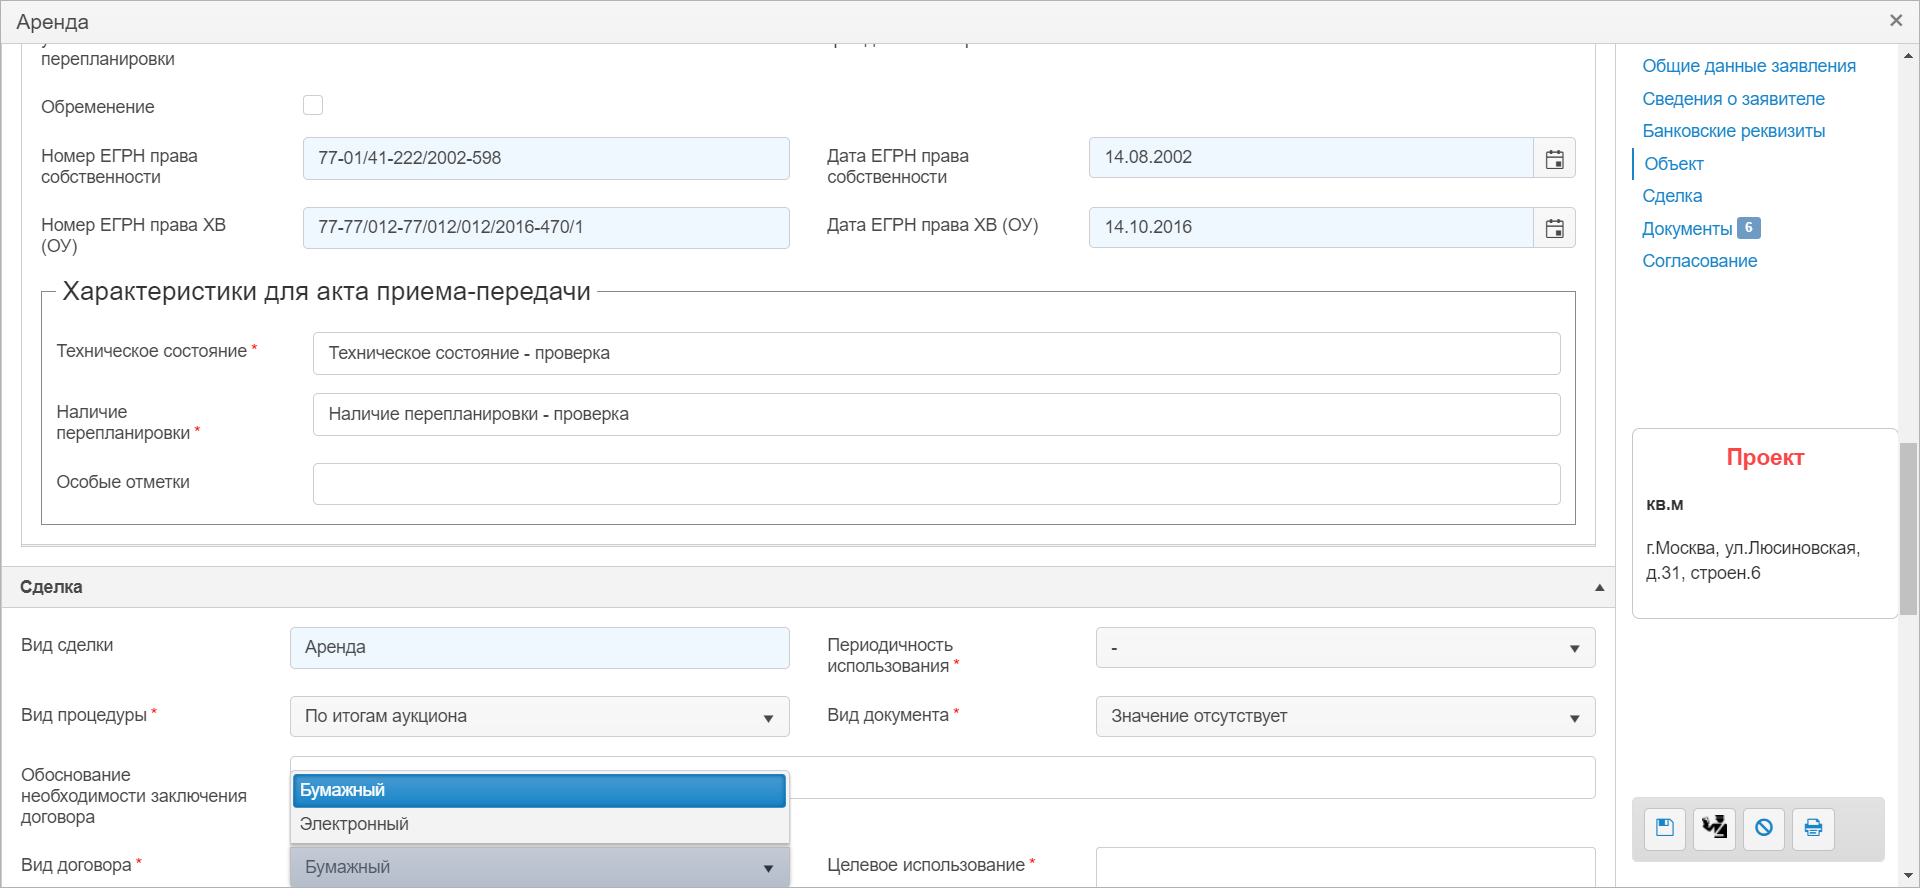 Аренда
перепланировки
Обременение
Номер ЕГРН права
собственности
77-01/41-222/2002-598
Дата ЕГРН права
собственности
14.08.2002
Номер ЕГРН права ХВ
(ОУ)
77-77/012-77/012/012/2016-470/1
Дата ЕГРН права ХВ (ОУ)
14.10.2016
Характеристики для акта приема-передачи
Техническое состояние *
Техническое состояние - проверка
Наличие
перепланировки *
Наличие перепланировки - проверка
Особые отметки
Сделка
Вид сделки
Аренда
Периодичность
использования *
-
Вид процедуры *
По итогам аукциона
Вид документа *
Значение отсутствует
Обоснование
необходимости заключения
договора
Бумажный
Электронный
Вид договора *
Бумажный
Целевое использование *
Общие данные заявления
Сведения о заявителе
Банковские реквизиты
Объект
Сделка
Документы 6
Согласование
Проект
кв.м
г.Москва, ул.Люсиновская,
д.31, строен.6